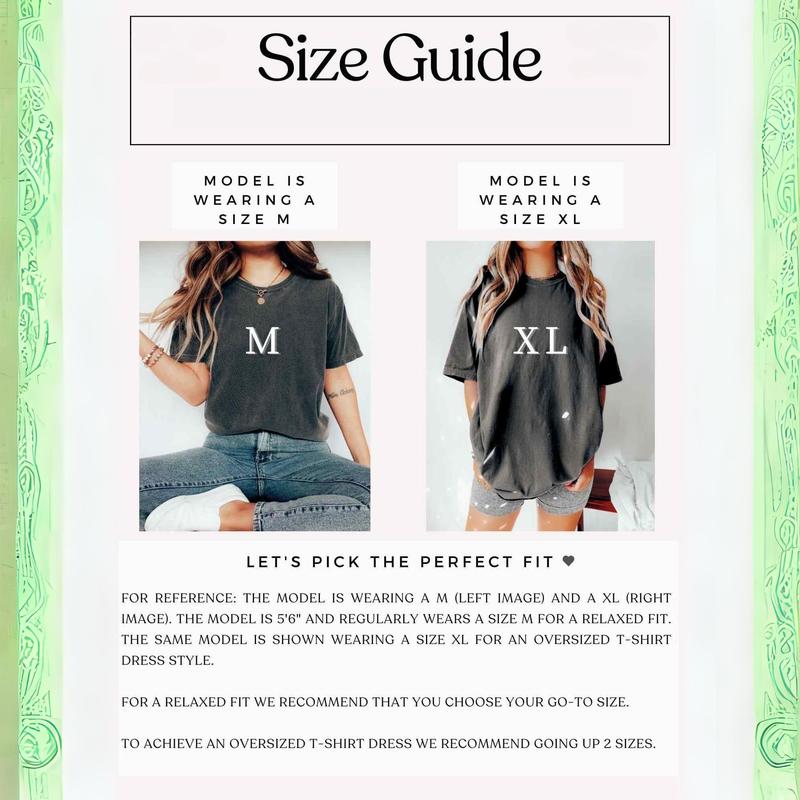 Size Guide
MODEL IS
WEARING A
SIZE M
MODEL IS
WEARING A
SIZE XL
M
XL
LET'S PICK THE PERFECT FIT
FOR REFERENCE: THE MODEL IS WEARING A M (LEFT IMAGE) AND A XL (RIGHT
IMAGE). THE MODEL IS 5'6" AND REGULARLY WEARS A SIZE M FOR A RELAXED FIT.
THE SAME MODEL IS SHOWN WEARING A SIZE XL FOR AN OVERSIZED T-SHIRT
DRESS STYLE.
FOR A RELAXED FIT WE RECOMMEND THAT YOU CHOOSE YOUR GO-TO SIZE.
TO ACHIEVE AN OVERSIZED T-SHIRT DRESS WE RECOMMEND GOING UP 2 SIZES.